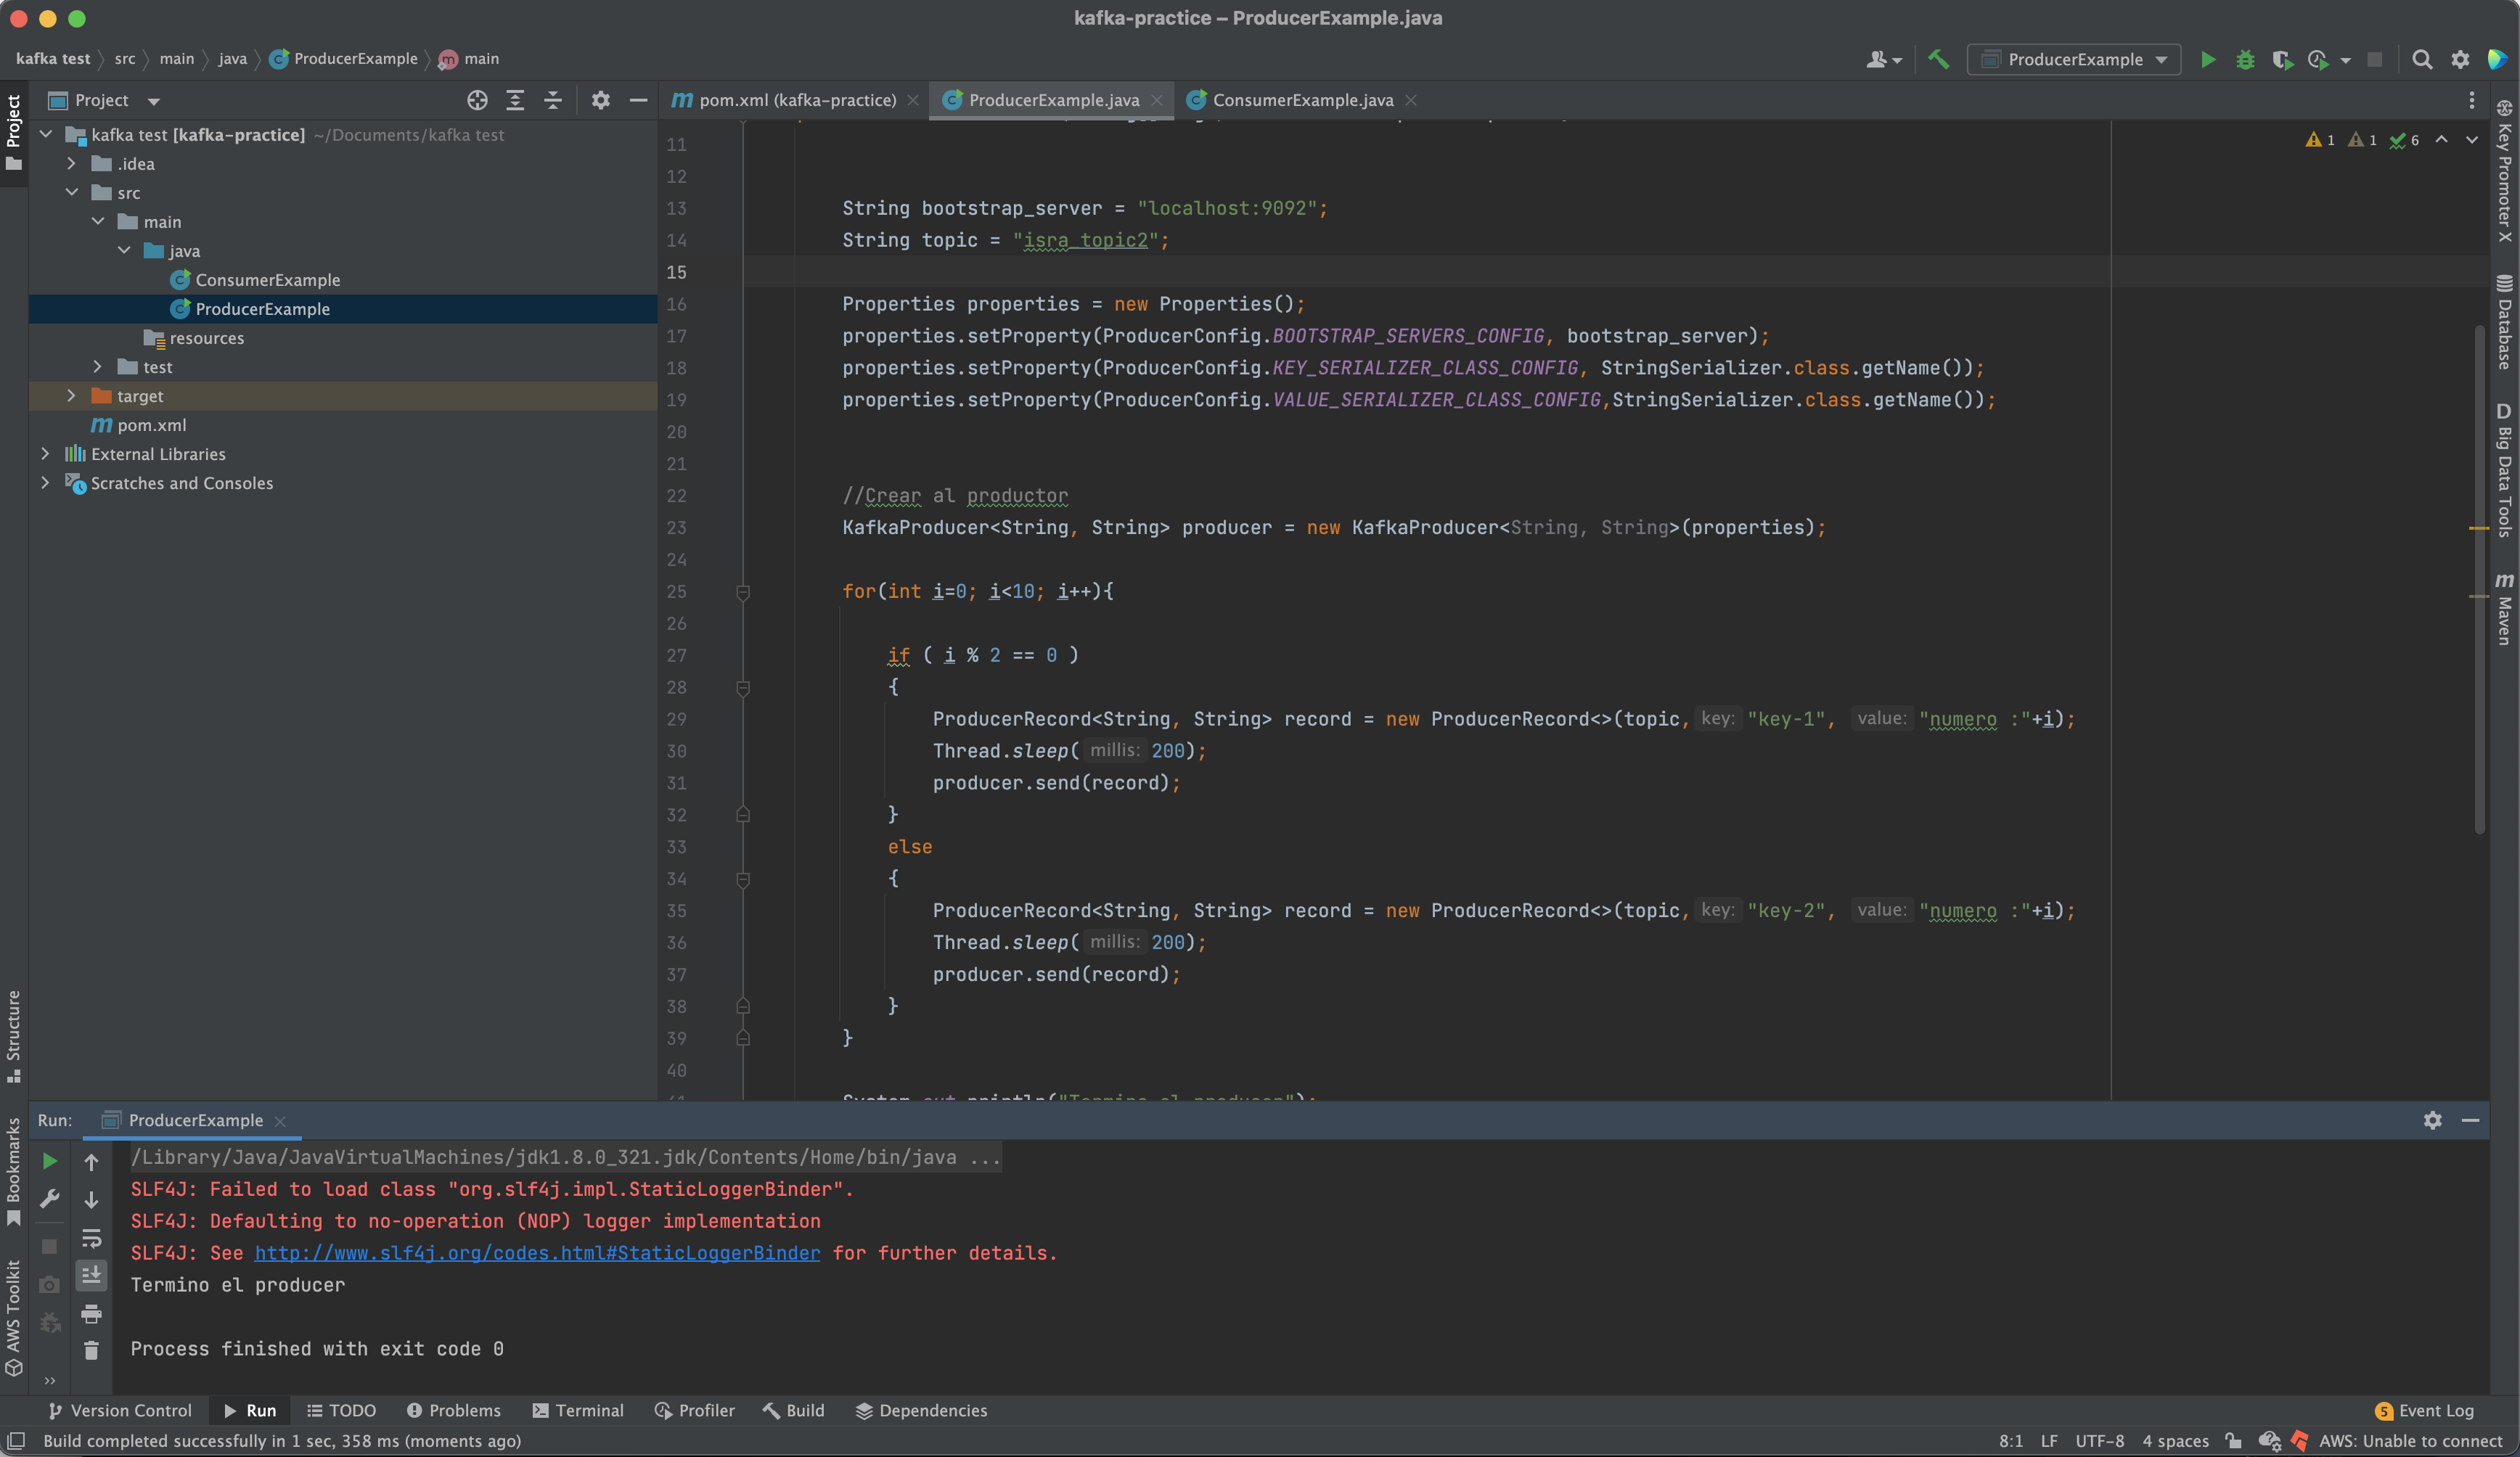 kafka-practice – ProducerExample.java
kafka test src main java ProducerExample main
ProducerExample
Project
pom.xml (kafka-practice) ProducerExample.java ConsumerExample.java
Project
kafka test [kafka-practice] ~/Documents/kafka test
.idea
src
main
java
ConsumerExample
ProducerExample
resources
test
target
pom.xml
External Libraries
Scratches and Consoles
Structure
Bookmarks
AWS Toolkit
1 1 6
11
12
13 String bootstrap_server = "localhost:9092";
14 String topic = "isra_topic2";
15
16 Properties properties = new Properties();
17 properties.setProperty(ProducerConfig.BOOTSTRAP_SERVERS_CONFIG, bootstrap_server);
18 properties.setProperty(ProducerConfig.KEY_SERIALIZER_CLASS_CONFIG, StringSerializer.class.getName());
19 properties.setProperty(ProducerConfig.VALUE_SERIALIZER_CLASS_CONFIG,StringSerializer.class.getName());
20
21
22 //Crear al productor
23 KafkaProducer<String, String> producer = new KafkaProducer<String, String>(properties);
24
25 for(int i=0; i<10; i++){
26
27 if ( i % 2 == 0 )
28 {
29 ProducerRecord<String, String> record = new ProducerRecord<>(topic, key: "key-1", value: "numero :"+i);
30 Thread.sleep( millis: 200);
31 producer.send(record);
32 }
33 else
34 {
35 ProducerRecord<String, String> record = new ProducerRecord<>(topic, key: "key-2", value: "numero :"+i);
36 Thread.sleep( millis: 200);
37 producer.send(record);
38 }
39 }
40
41 System.out.println("Termino el producer");
Key Promoter X
Database
D Big Data Tools
m Maven
Run: ProducerExample
/Library/Java/JavaVirtualMachines/jdk1.8.0_321.jdk/Contents/Home/bin/java ...
SLF4J: Failed to load class "org.slf4j.impl.StaticLoggerBinder".
SLF4J: Defaulting to no-operation (NOP) logger implementation
SLF4J: See http://www.slf4j.org/codes.html#StaticLoggerBinder for further details.
Termino el producer
Process finished with exit code 0
Version Control Run TODO Problems Terminal Profiler Build Dependencies 5 Event Log
Build completed successfully in 1 sec, 358 ms (moments ago) 8:1 LF UTF-8 4 spaces AWS: Unable to connect